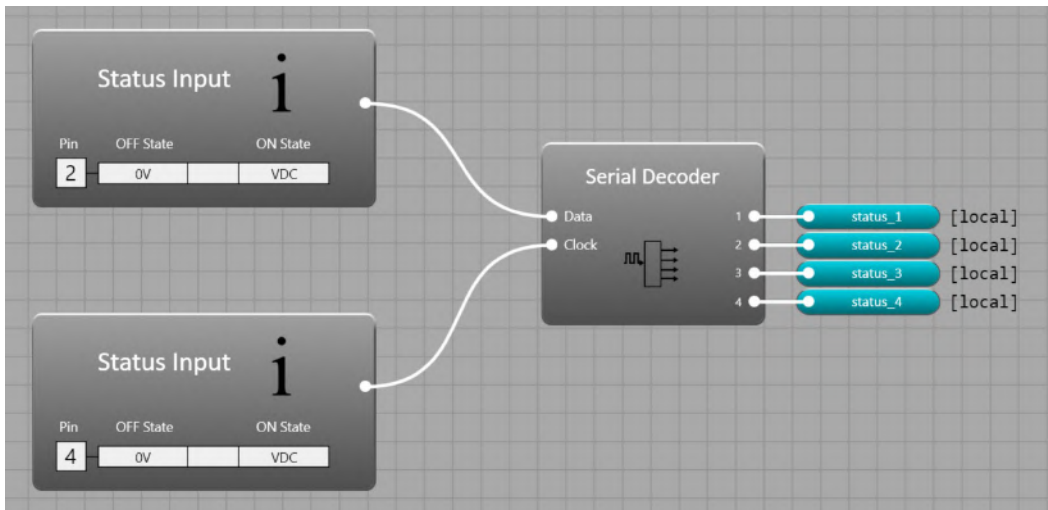 Status Input i
Pin OFF State ON State
2 0V VDC
Serial Decoder
Data 1 status_1 [local]
Clock 2 status_2 [local]
3 status_3 [local]
4 status_4 [local]
Status Input i
Pin OFF State ON State
4 0V VDC